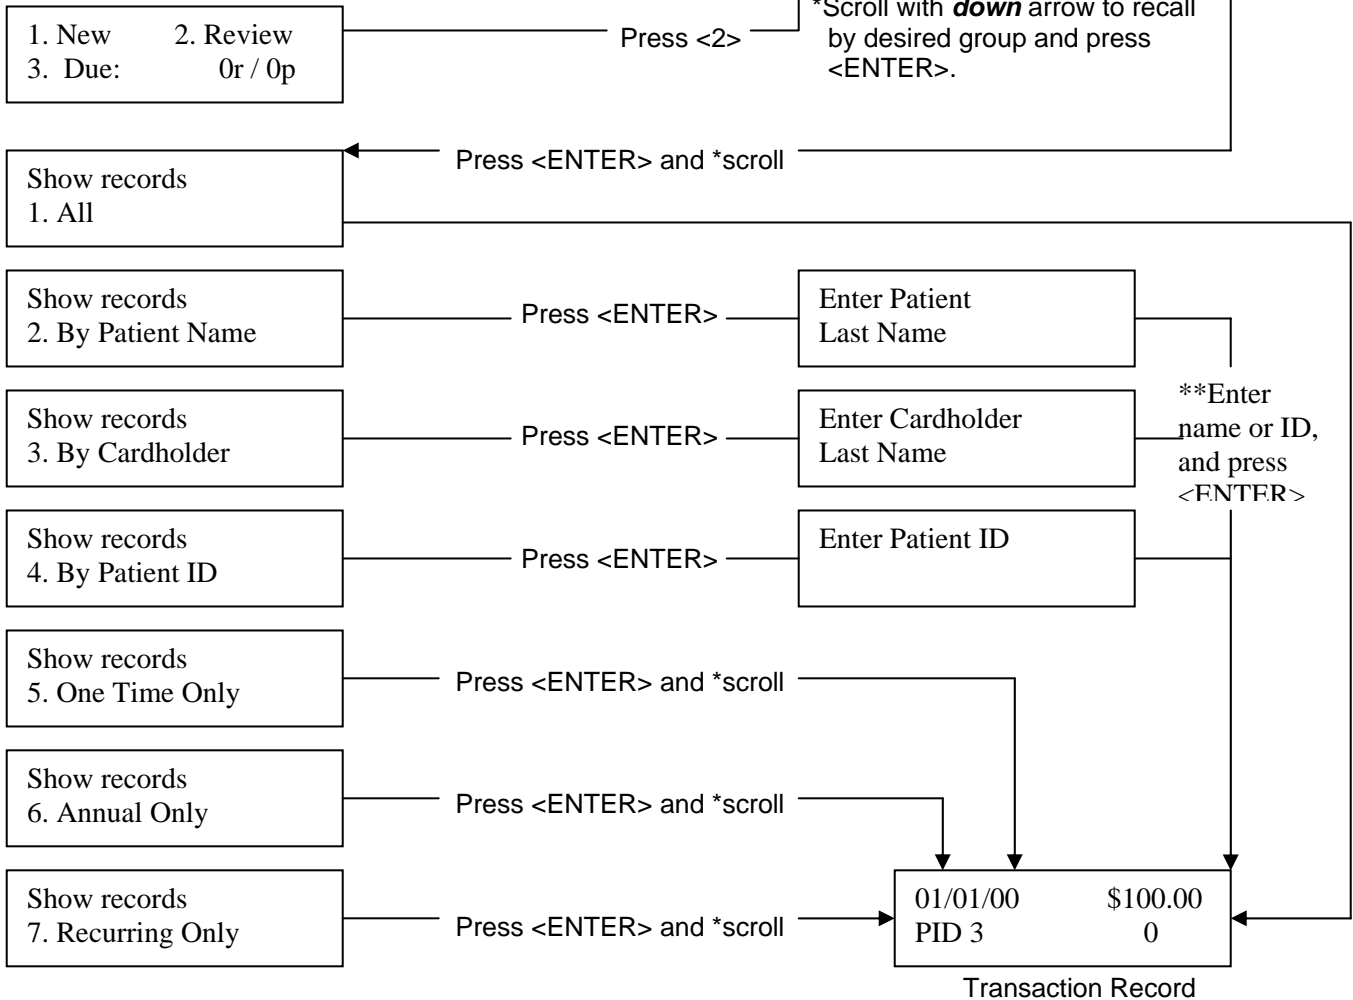 *Scroll with down arrow to recall
by desired group and press
<ENTER>.
1. New 2. Review
3. Due: 0r / 0p
Press <2>
Press <ENTER> and *scroll
Show records
1. All
Show records
2. By Patient Name
Press <ENTER>
Enter Patient
Last Name
Show records
3. By Cardholder
Press <ENTER>
Enter Cardholder
Last Name
**Enter
name or ID,
and press
<ENTER>
Show records
4. By Patient ID
Press <ENTER>
Enter Patient ID
Show records
5. One Time Only
Press <ENTER> and *scroll
Show records
6. Annual Only
Press <ENTER> and *scroll
Show records
7. Recurring Only
Press <ENTER> and *scroll
01/01/00 $100.00
PID 3 0
Transaction Record